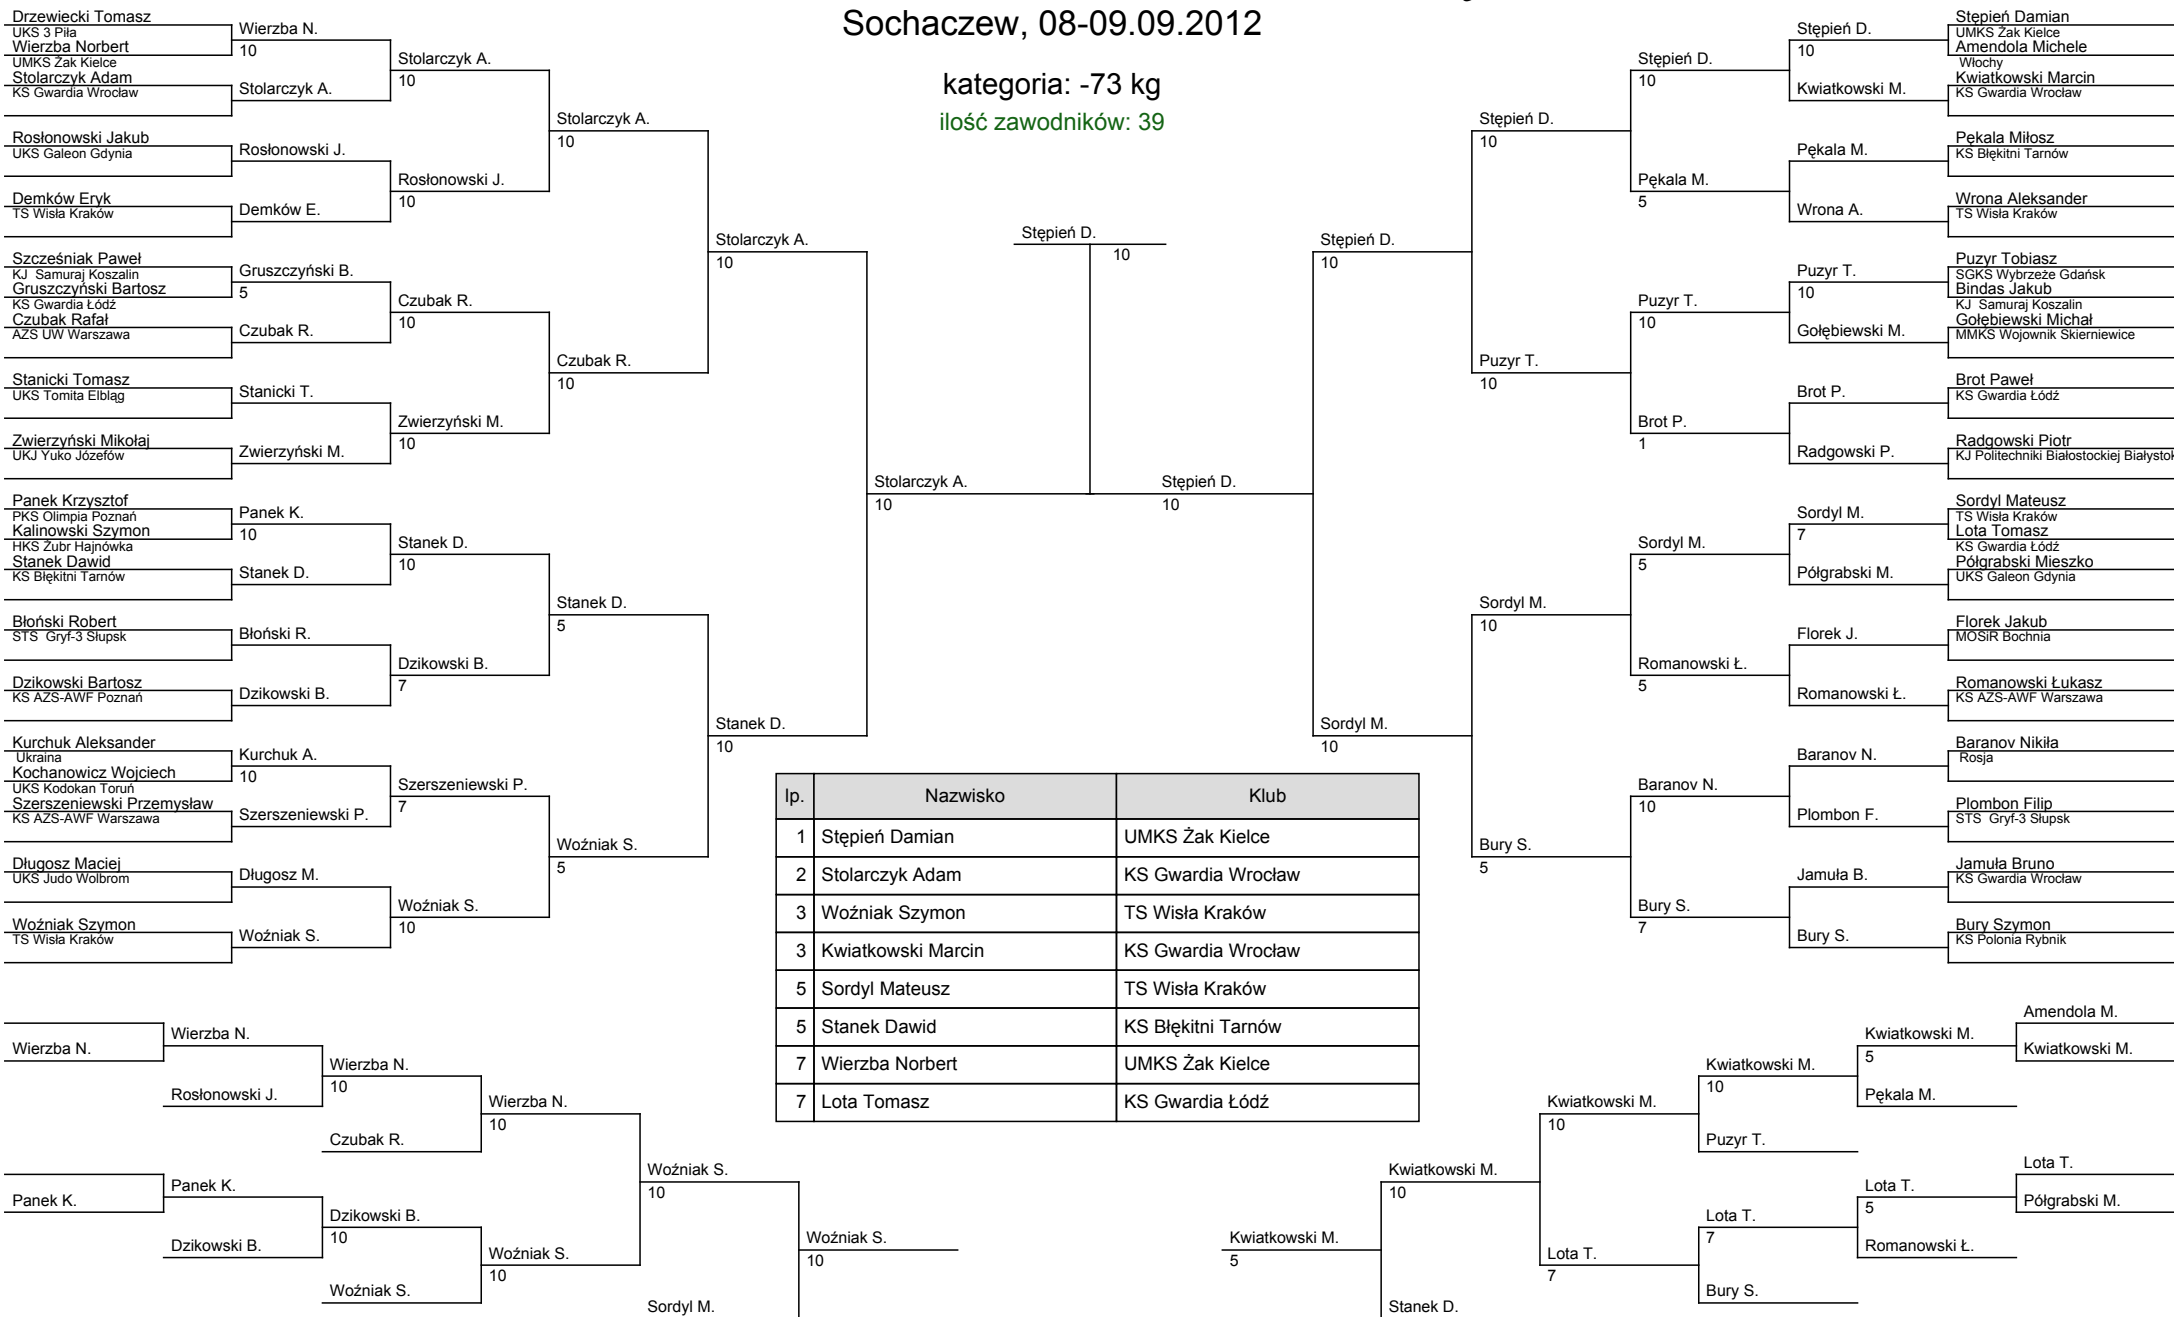 Sochaczew, 08-09.09.2012
kategoria: -73 kg
ilość zawodników: 39
Drzewiecki Tomasz
UKS 3 Piła
Wierzba Norbert
UMKS Żak Kielce
Stolarczyk Adam
KS Gwardia Wrocław
Rosłonowski Jakub
UKS Galeon Gdynia
Demków Eryk
TS Wisła Kraków
Szcześniak Paweł
KJ Samuraj Koszalin
Gruszczyński Bartosz
KS Gwardia Łódź
Czubak Rafał
AZS UW Warszawa
Stanicki Tomasz
UKS Tomita Elbląg
Zwierzyński Mikołaj
UKJ Yuko Józefów
Panek Krzysztof
PKS Olimpia Poznań
Kalinowski Szymon
HKS Żubr Hajnówka
Stanek Dawid
KS Błękitni Tarnów
Błoński Robert
STS Gryf-3 Słupsk
Dzikowski Bartosz
KS AZS-AWF Poznań
Kurchuk Aleksander
Ukraina
Kochanowicz Wojciech
UKS Kodokan Toruń
Szerszeniewski Przemysław
KS AZS-AWF Warszawa
Długosz Maciej
UKS Judo Wolbrom
Woźniak Szymon
TS Wisła Kraków
Wierzba N.
10
Stolarczyk A.
Rosłonowski J.
Demków E.
Gruszczyński B.
5
Czubak R.
Stanicki T.
Zwierzyński M.
Panek K.
10
Stanek D.
Błoński R.
Dzikowski B.
Kurchuk A.
10
Szerszeniewski P.
Długosz M.
Woźniak S.
Stolarczyk A.
10
Rosłonowski J.
10
Czubak R.
10
Zwierzyński M.
10
Stanek D.
10
Dzikowski B.
7
Szerszeniewski P.
7
Woźniak S.
10
Stolarczyk A.
10
Czubak R.
10
Stanek D.
5
Woźniak S.
5
Stolarczyk A.
10
Stanek D.
10
Stolarczyk A.
10
Stępień D.
10
Stępień D.
10
Stępień D.
10
Sordyl M.
10
Stępień D.
10
Puzyr T.
10
Sordyl M.
10
Bury S.
5
Stępień D.
10
Pękala M.
5
Puzyr T.
10
Brot P.
1
Sordyl M.
5
Romanowski Ł.
5
Baranov N.
10
Bury S.
7
Stępień D.
10
Kwiatkowski M.
Pękala M.
Wrona A.
Puzyr T.
10
Gołębiewski M.
Brot P.
Radgowski P.
Sordyl M.
7
Półgrabski M.
Florek J.
Romanowski Ł.
Baranov N.
Plombon F.
Jamuła B.
Bury S.
Stępień Damian
UMKS Żak Kielce
Amendola Michele
Włochy
Kwiatkowski Marcin
KS Gwardia Wrocław
Pękala Miłosz
KS Błękitni Tarnów
Wrona Aleksander
TS Wisła Kraków
Puzyr Tobiasz
SGKS Wybrzeże Gdańsk
Bindas Jakub
KJ Samuraj Koszalin
Gołębiewski Michał
MMKS Wojownik Skierniewice
Brot Paweł
KS Gwardia Łódź
Radgowski Piotr
KJ Politechniki Białostockiej Białystok
Sordyl Mateusz
TS Wisła Kraków
Lota Tomasz
KS Gwardia Łódź
Półgrabski Mieszko
UKS Galeon Gdynia
Florek Jakub
MOSiR Bochnia
Romanowski Łukasz
KS AZS-AWF Warszawa
Baranov Nikiła
Rosja
Plombon Filip
STS Gryf-3 Słupsk
Jamuła Bruno
KS Gwardia Wrocław
Bury Szymon
KS Polonia Rybnik
lp. Nazwisko Klub
1 Stępień Damian UMKS Żak Kielce
2 Stolarczyk Adam KS Gwardia Wrocław
3 Woźniak Szymon TS Wisła Kraków
3 Kwiatkowski Marcin KS Gwardia Wrocław
5 Sordyl Mateusz TS Wisła Kraków
5 Stanek Dawid KS Błękitni Tarnów
7 Wierzba Norbert UMKS Żak Kielce
7 Lota Tomasz KS Gwardia Łódź
Wierzba N.
Panek K.
Wierzba N.
Rosłonowski J.
Panek K.
Dzikowski B.
Wierzba N.
10
Czubak R.
Dzikowski B.
10
Woźniak S.
Wierzba N.
10
Woźniak S.
10
Woźniak S.
10
Sordyl M.
Woźniak S.
10
Kwiatkowski M.
5
Kwiatkowski M.
10
Stanek D.
Kwiatkowski M.
10
Lota T.
7
Kwiatkowski M.
10
Puzyr T.
Lota T.
7
Bury S.
Kwiatkowski M.
5
Pękala M.
Lota T.
5
Romanowski Ł.
Amendola M.
Kwiatkowski M.
Lota T.
Półgrabski M.